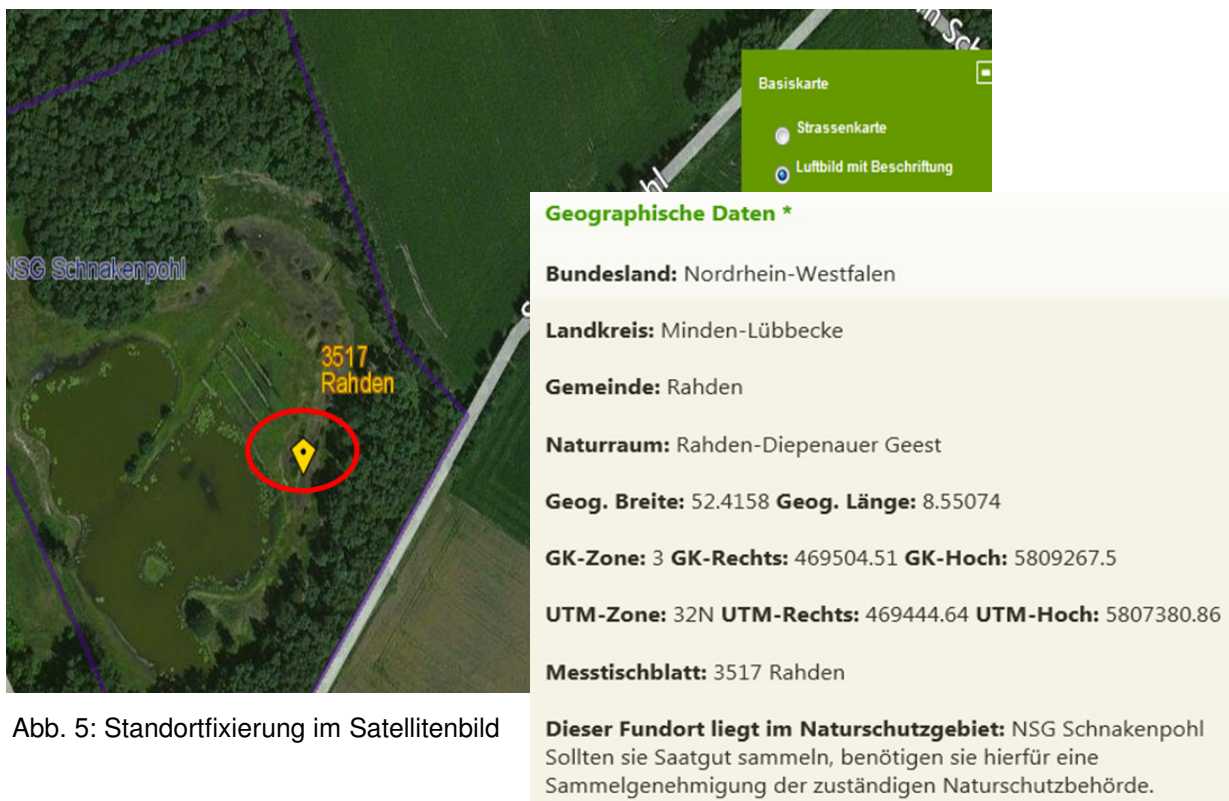 Basiskarte
Strassenkarte
Luftbild mit Beschriftung
NSG Schnakenpohl
3517
Rahden
Geographische Daten *
Bundesland: Nordrhein-Westfalen
Landkreis: Minden-Lübbecke
Gemeinde: Rahden
Naturraum: Rahden-Diepenauer Geest
Geog. Breite: 52.4158 Geog. Länge: 8.55074
GK-Zone: 3 GK-Rechts: 469504.51 GK-Hoch: 5809267.5
UTM-Zone: 32N UTM-Rechts: 469444.64 UTM-Hoch: 5807380.86
Messtischblatt: 3517 Rahden
Dieser Fundort liegt im Naturschutzgebiet: NSG Schnakenpohl
Sollten sie Saatgut sammeln, benötigen sie hierfür eine
Sammelgenehmigung der zuständigen Naturschutzbehörde.
Abb. 5: Standortfixierung im Satellitenbild